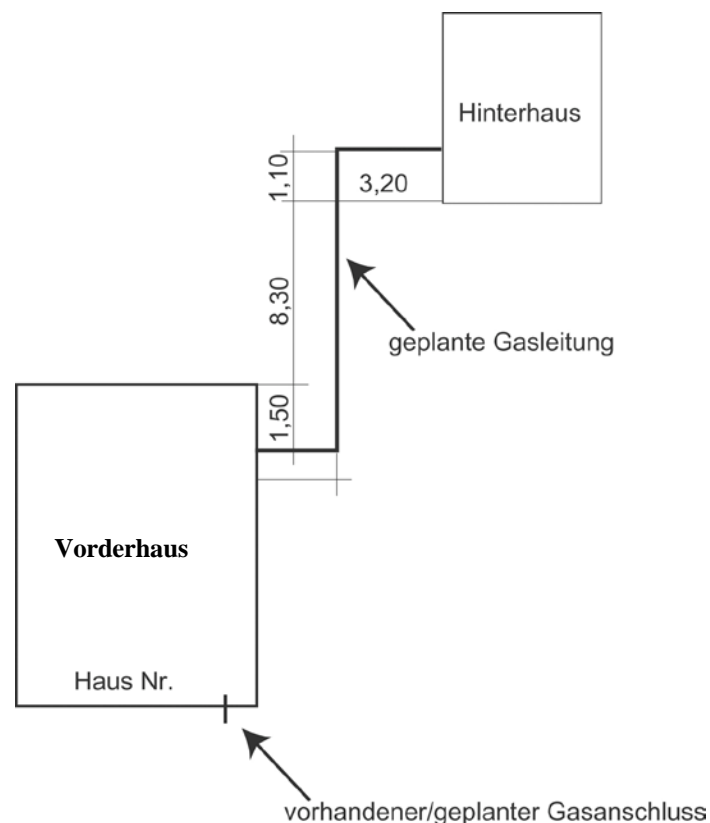 Hinterhaus
1,10
3,20
8,30
geplante Gasleitung
1,50
Vorderhaus
Haus Nr.
vorhandener/geplanter Gasanschluss